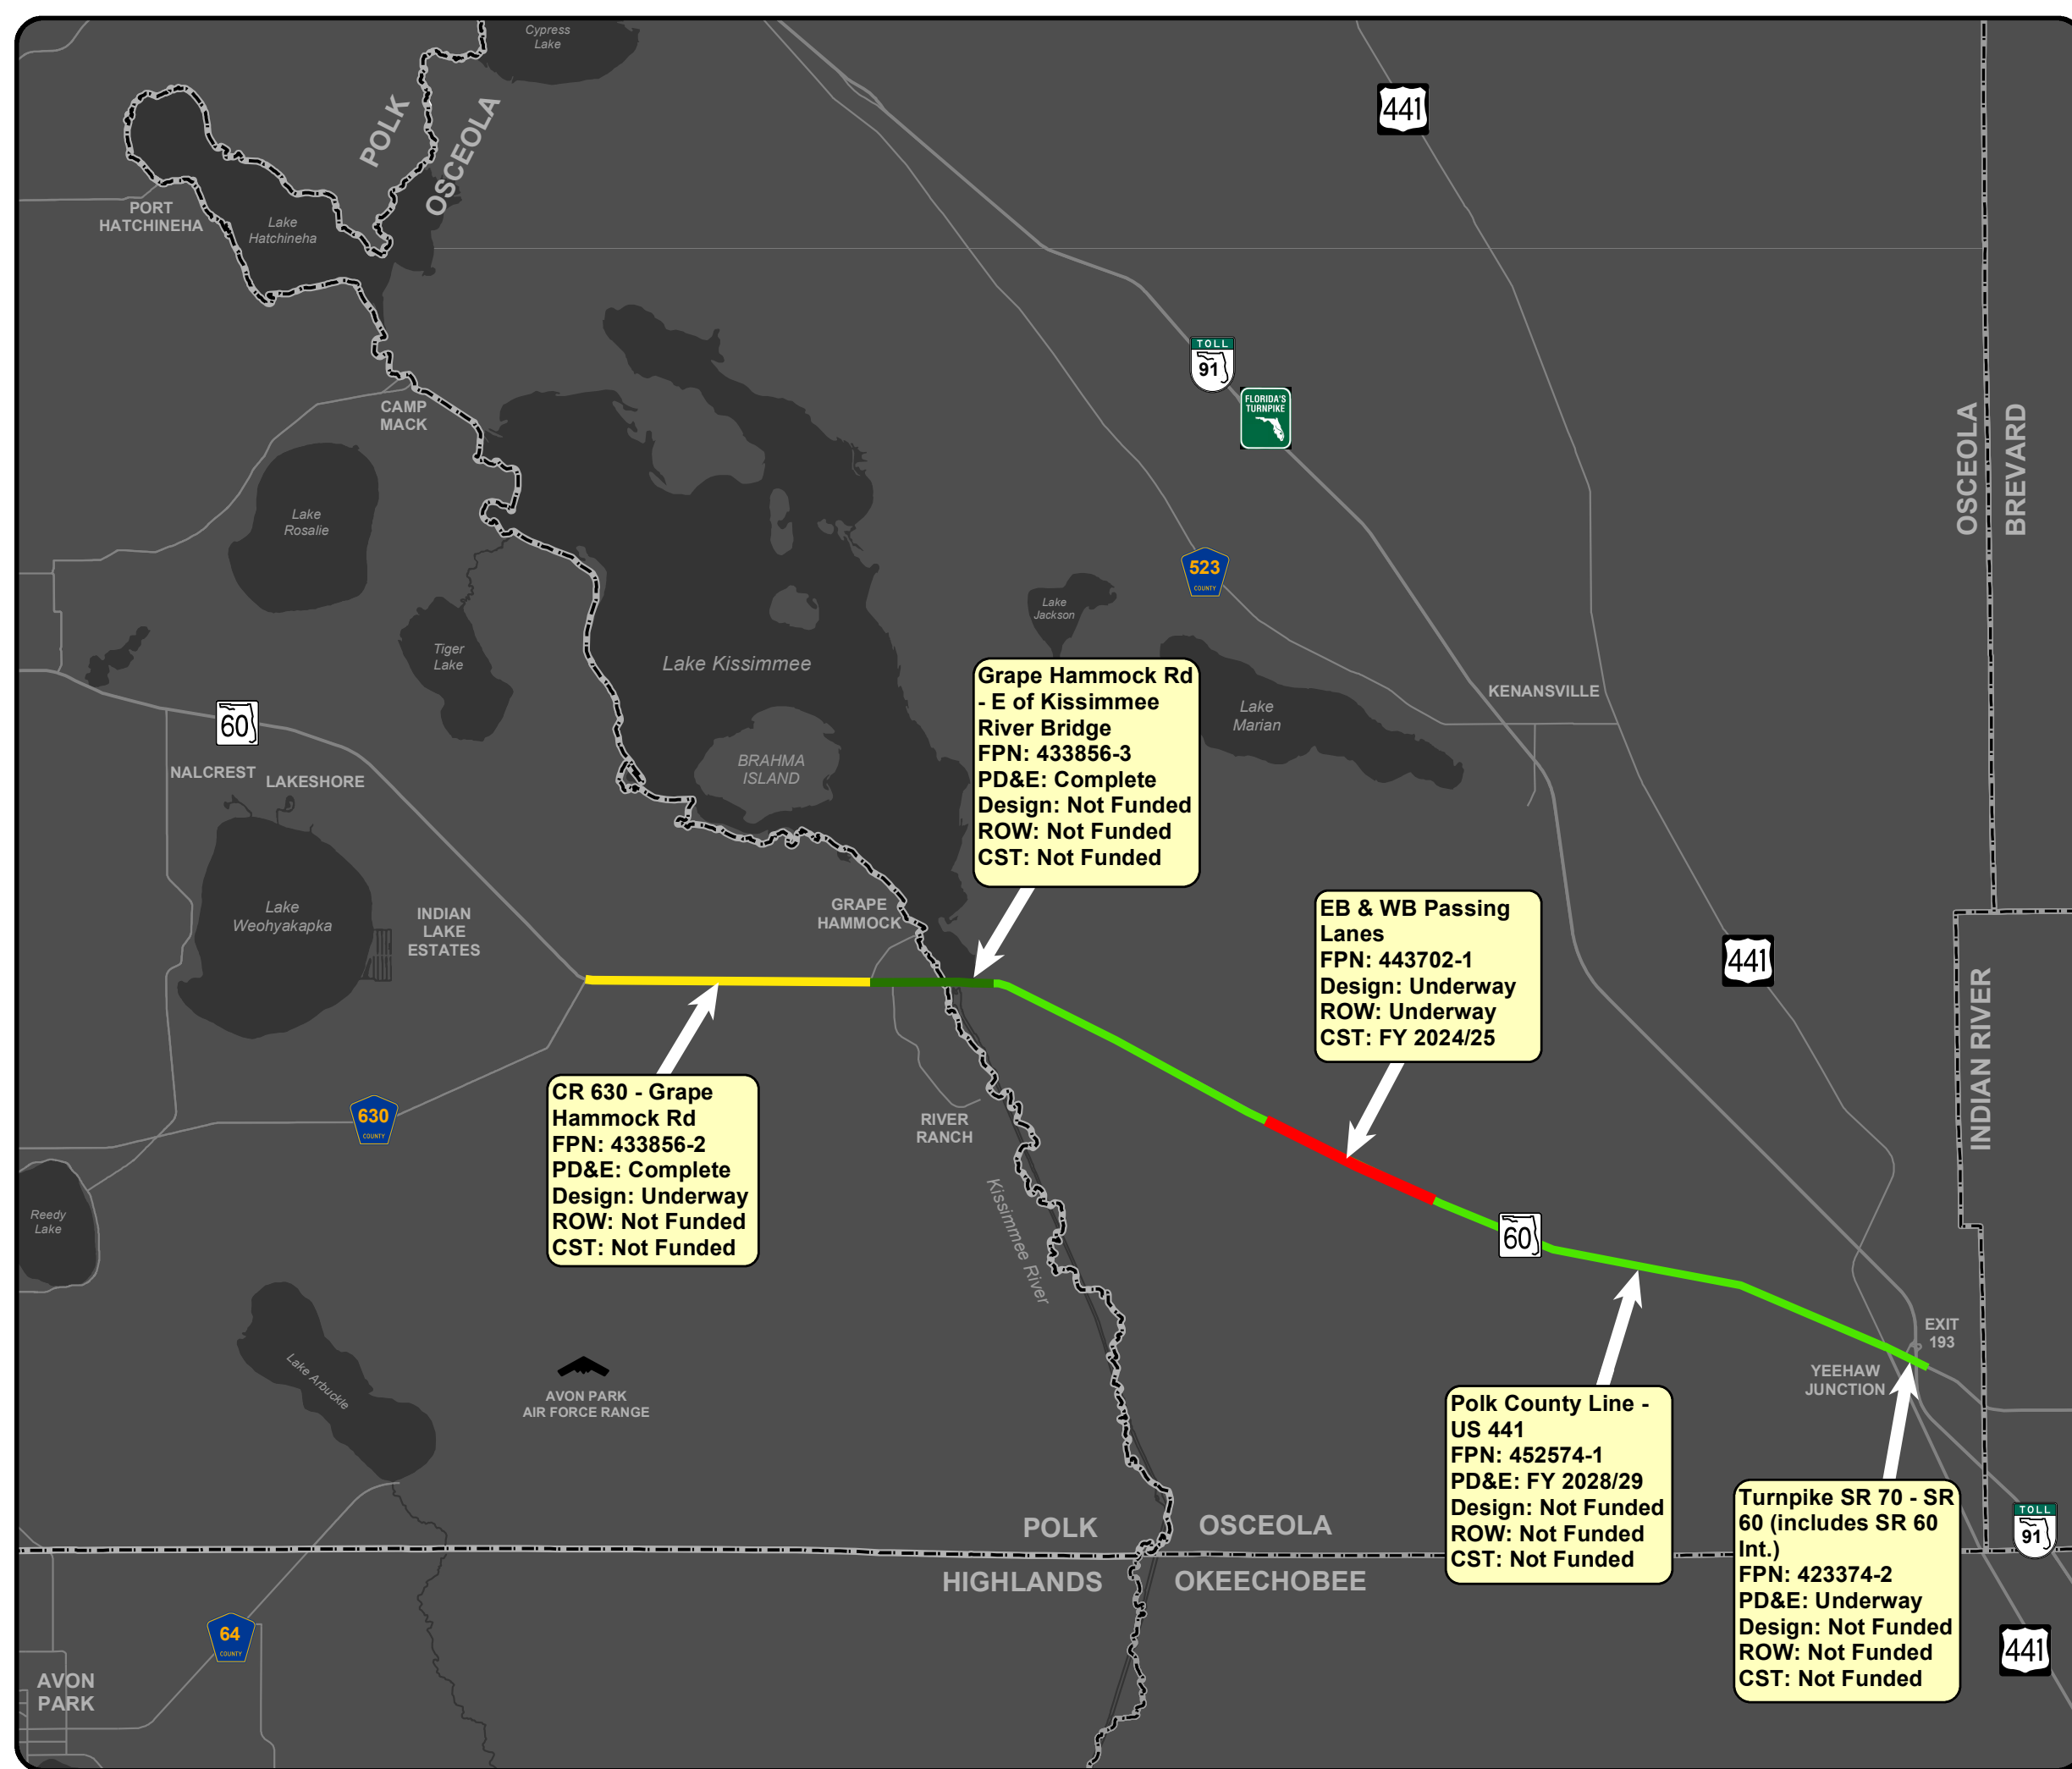 Cypress
Lake
441
POLK
OSCEOLA
PORT
HATCHINEHA
Lake
Hatchineha
TOLL
91
FLORIDA'S
TURNPIKE
CAMP
MACK
OSCEOLA
BREVARD
Lake
Rosalie
523
COUNTY
Lake
Jackson
Tiger
Lake
Lake Kissimmee
Grape Hammock Rd
- E of Kissimmee
River Bridge
FPN: 433856-3
PD&E: Complete
Design: Not Funded
ROW: Not Funded
CST: Not Funded
KENANSVILLE
Lake
Marian
60
NALCREST
LAKESHORE
BRAHMA
ISLAND
Lake
Weohyakapka
INDIAN
LAKE
ESTATES
GRAPE
HAMMOCK
EB & WB Passing
Lanes
FPN: 443702-1
Design: Underway
ROW: Underway
CST: FY 2024/25
441
INDIAN RIVER
CR 630 - Grape
Hammock Rd
FPN: 433856-2
PD&E: Complete
Design: Underway
ROW: Not Funded
CST: Not Funded
630
COUNTY
RIVER
RANCH
Reedy
Lake
Kissimmee River
60
EXIT
193
YEEHAW
JUNCTION
Lake Arbuckle
AVON PARK
AIR FORCE RANGE
Polk County Line -
US 441
FPN: 452574-1
PD&E: FY 2028/29
Design: Not Funded
ROW: Not Funded
CST: Not Funded
Turnpike SR 70 - SR
60 (includes SR 60
Int.)
FPN: 423374-2
PD&E: Underway
Design: Not Funded
ROW: Not Funded
CST: Not Funded
TOLL
91
POLK
OSCEOLA
HIGHLANDS
OKEECHOBEE
64
COUNTY
441
AVON
PARK